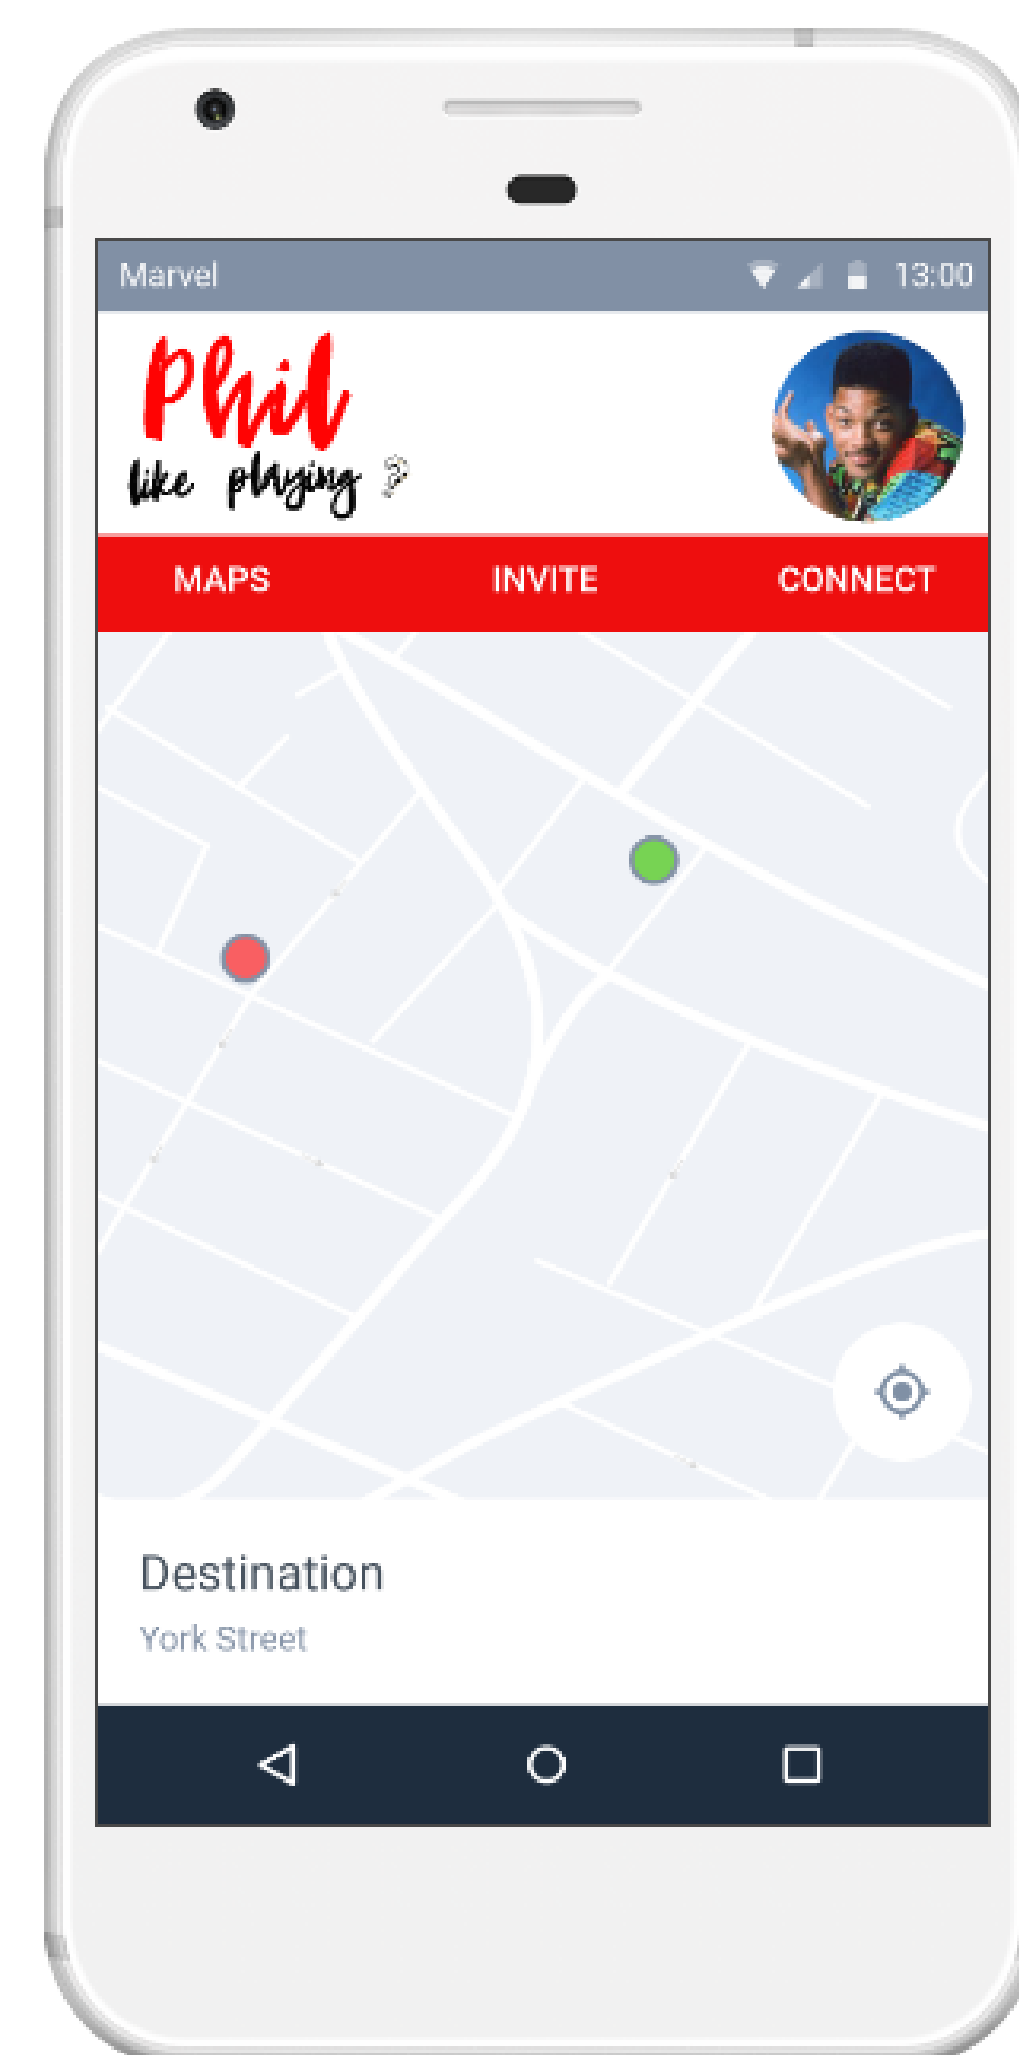 Marvel 13:00
Phil
like playing ?
MAPS INVITE CONNECT
Destination
York Street